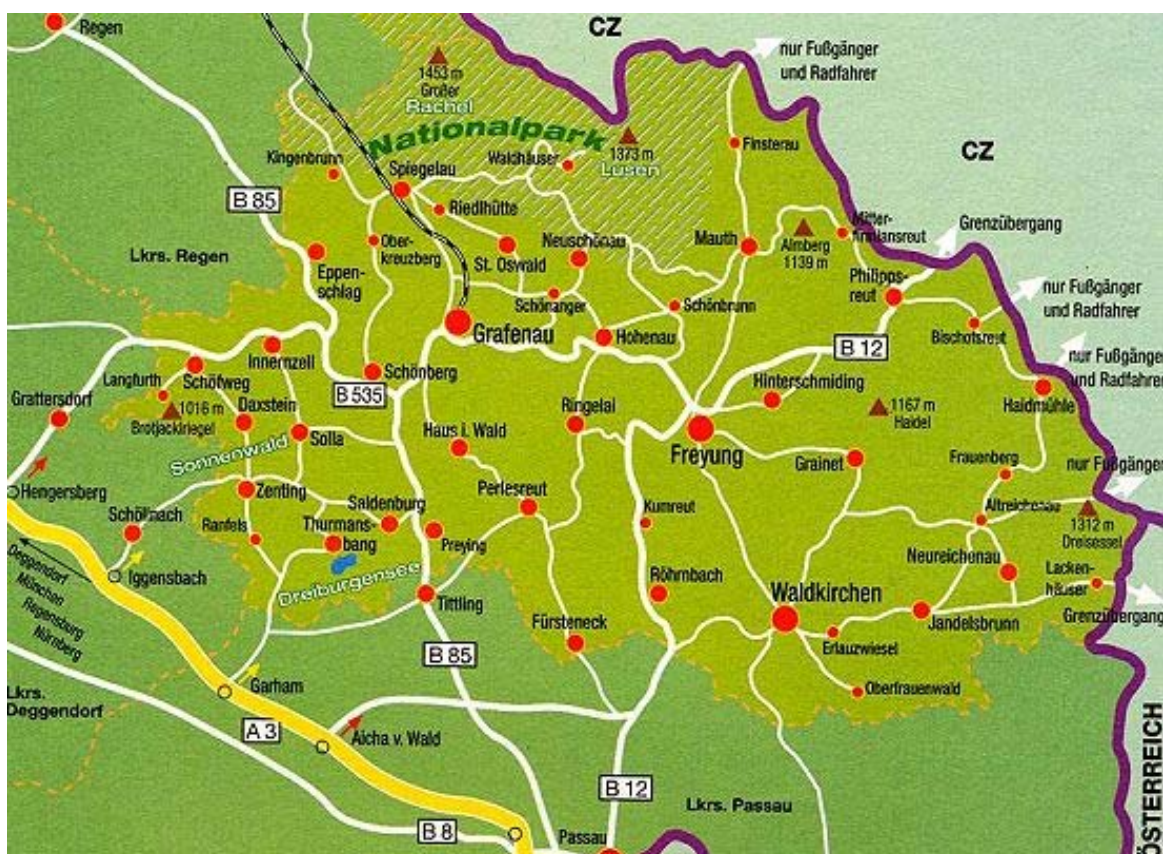 Regen
CZ
nur Fußgänger
und Radfahrer
1453 m
Großer
Rachel
Nationalpark
Kingenbrunn
Waldhäuser
1373 m
Lusen
Finsterau
CZ
Spiegelau
B 85
Riedlhütte
Lkrs. Regen
Ober-
kreuzberg
Neuschönau
St. Oswald
Mauth
Almberg
1139 m
Mitter-
Grenzübergang
Eppen-
schlag
Philipps-
reut
nur Fußgänger
und Radfahrer
Schönanger
Schönbrunn
Grafenau
Hohenau
Bischofsreut
B 12
Innernzell
nur Fußgänger
und Radfahrer
Langfurth
Schöfweg
Schönberg
B 535
Hinterschmiding
Grattersdorf
1016 m
Brotjacklriegel
Daxstein
Ringelai
1167 m
Haidel
Haidmühle
Solla
Haus i. Wald
Freyung
Sonnenwald
Grainet
Frauenberg
nur Fußgänger
Hengersberg
Zenting
Perlesreut
Saldenburg
Altreichenau
Schöllnach
Ranfels
Thurmans-
bang
Preying
Kumreut
1312 m
Dreisessel
Deggendorf
München
Regensburg
Nürnberg
Iggensbach
Neureichenau
Dreiburgensee
Röhrnbach
Lacken-
häuser
Tittling
Waldkirchen
Grenzübergang
Fürsteneck
Jandelsbrunn
Erlauzwiesel
B 85
Garham
Oberfrauenwald
Lkrs.
Deggendorf
A 3
Aicha v. Wald
B 12
Lkrs. Passau
ÖSTERREICH
B 8
Passau